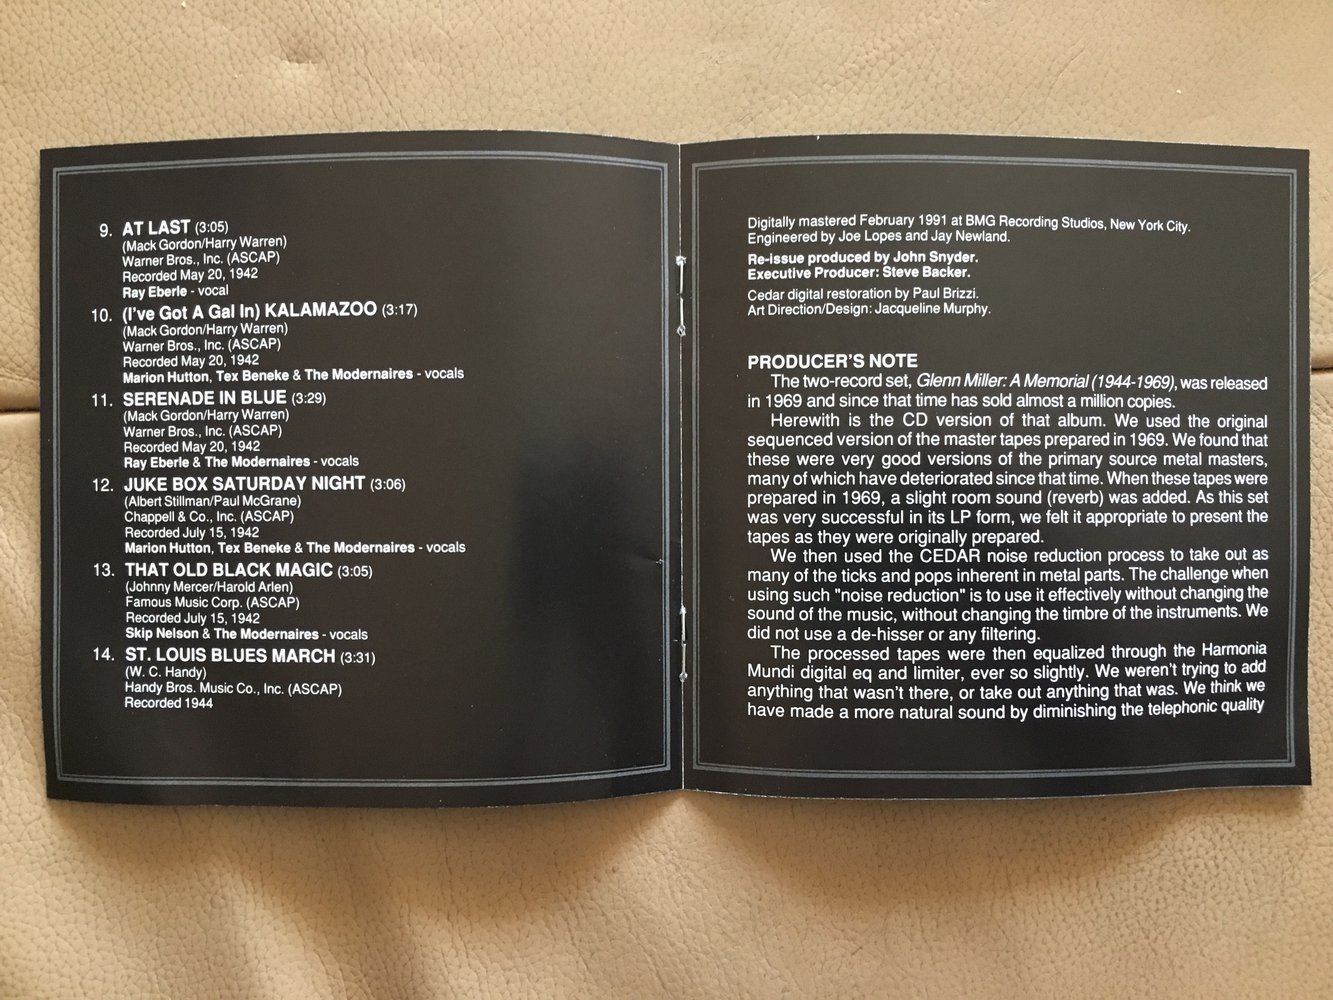 9. AT LAST (3:05)
(Mack Gordon/Harry Warren)
Warner Bros., Inc. (ASCAP)
Recorded May 20, 1942
Ray Eberle - vocal
10. (I've Got A Gal In) KALAMAZOO (3:17)
(Mack Gordon/Harry Warren)
Warner Bros., Inc. (ASCAP)
Recorded May 20, 1942
Marion Hutton, Tex Beneke & The Modernaires - vocals
11. SERENADE IN BLUE (3:29)
(Mack Gordon/Harry Warren)
Warner Bros., Inc. (ASCAP)
Recorded May 20, 1942
Ray Eberle & The Modernaires - vocals
12. JUKE BOX SATURDAY NIGHT (3:06)
(Albert Stillman/Paul McGrane)
Chappell & Co., Inc. (ASCAP)
Recorded July 15, 1942
Marion Hutton, Tex Beneke & The Modernaires - vocals
13. THAT OLD BLACK MAGIC (3:05)
(Johnny Mercer/Harold Arlen)
Famous Music Corp. (ASCAP)
Recorded July 15, 1942
Skip Nelson & The Modernaires - vocals
14. ST. LOUIS BLUES MARCH (3:31)
(W. C. Handy)
Handy Bros. Music Co., Inc. (ASCAP)
Recorded 1944
Digitally mastered February 1991 at BMG Recording Studios, New York City.
Engineered by Joe Lopes and Jay Newland.
Re-issue produced by John Snyder.
Executive Producer: Steve Backer.
Cedar digital restoration by Paul Brizzi.
Art Direction/Design: Jacqueline Murphy.
PRODUCER'S NOTE
The two-record set, Glenn Miller: A Memorial (1944-1969), was released
in 1969 and since that time has sold almost a million copies.
Herewith is the CD version of that album. We used the original
sequenced version of the master tapes prepared in 1969. We found that
these were very good versions of the primary source metal masters,
many of which have deteriorated since that time. When these tapes were
prepared in 1969, a slight room sound (reverb) was added. As this set
was very successful in its LP form, we felt it appropriate to present the
tapes as they were originally prepared.
We then used the CEDAR noise reduction process to take out as
many of the ticks and pops inherent in metal parts. The challenge when
using such "noise reduction" is to use it effectively without changing the
sound of the music, without changing the timbre of the instruments. We
did not use a de-hisser or any filtering.
The processed tapes were then equalized through the Harmonia
Mundi digital eq and limiter, ever so slightly. We weren't trying to add
anything that wasn't there, or take out anything that was. We think we
have made a more natural sound by diminishing the telephonic quality